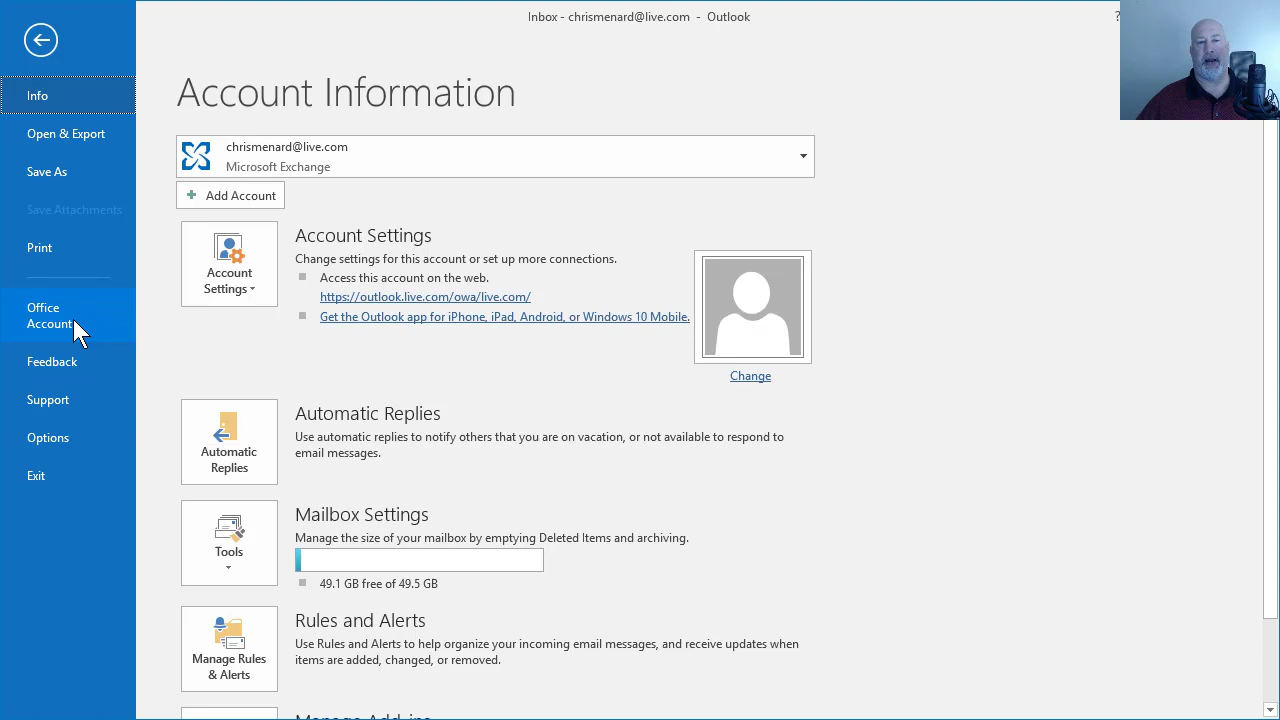 Inbox - chrismenard@live.com - Outlook
?
Info
Open & Export
Save As
Save Attachments
Print
Office
Account
Feedback
Support
Options
Exit
Account Information
chrismenard@live.com
Microsoft Exchange
Add Account
Account
Settings
Account Settings
Change settings for this account or set up more connections.
Access this account on the web.
https://outlook.live.com/owa/live.com/
Get the Outlook app for iPhone, iPad, Android, or Windows 10 Mobile.
Change
Automatic
Replies
Automatic Replies
Use automatic replies to notify others that you are on vacation, or not available to respond to
email messages.
Tools
Mailbox Settings
Manage the size of your mailbox by emptying Deleted Items and archiving.
49.1 GB free of 49.5 GB
Manage Rules
& Alerts
Rules and Alerts
Use Rules and Alerts to help organize your incoming email messages, and receive updates when
items are added, changed, or removed.
Manage Add-ins